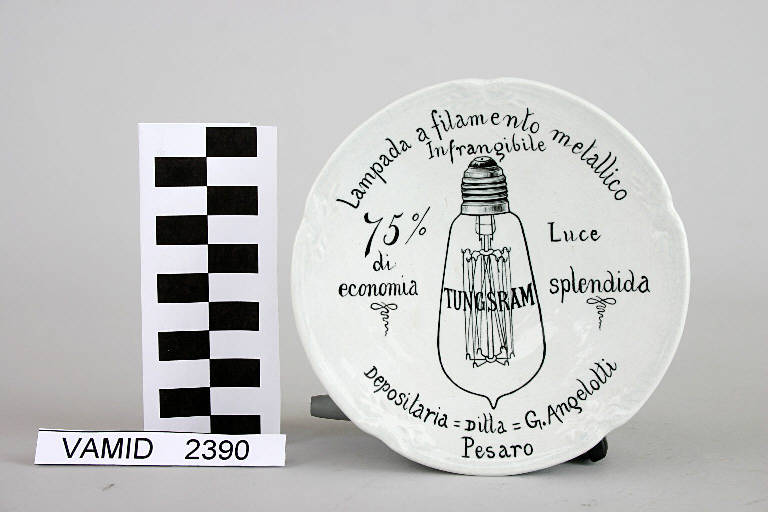 Lampada a filamento metallico
Infrangibile
75%
di
economia
Luce
splendida
TUNGSRAM
Depositaria = Ditta = G. Angelotti
Pesaro
VAMID 2390